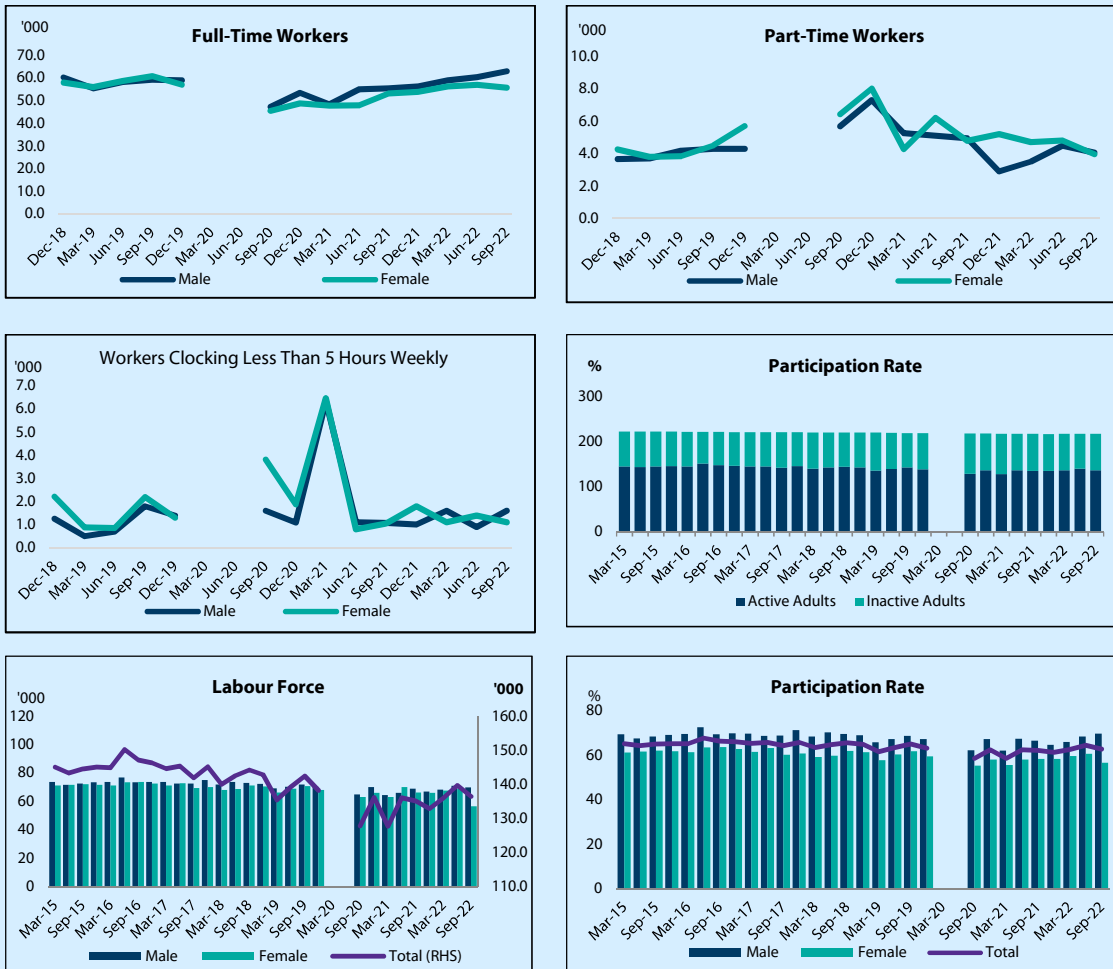 '000
Full-Time Workers
70.0
60.0
50.0
40.0
30.0
20.0
10.0
0.0
Dec-18
Mar-19
Jun-19
Sep-19
Dec-19
Mar-20
Jun-20
Sep-20
Dec-20
Mar-21
Jun-21
Sep-21
Dec-21
Mar-22
Jun-22
Sep-22
Male
Female
'000
Part-Time Workers
10.0
8.0
6.0
4.0
2.0
0.0
Dec-18
Mar-19
Jun-19
Sep-19
Dec-19
Mar-20
Jun-20
Sep-20
Dec-20
Mar-21
Jun-21
Sep-21
Dec-21
Mar-22
Jun-22
Sep-22
Male
Female
Workers Clocking Less Than 5 Hours Weekly
'000
7.0
6.0
5.0
4.0
3.0
2.0
1.0
0.0
Dec-18
Mar-19
Jun-19
Sep-19
Dec-19
Mar-20
Jun-20
Sep-20
Dec-20
Mar-21
Jun-21
Sep-21
Dec-21
Mar-22
Jun-22
Sep-22
Male
Female
%
Participation Rate
300
200
100
0
Mar-15
Sep-15
Mar-16
Sep-16
Mar-17
Sep-17
Mar-18
Sep-18
Mar-19
Sep-19
Mar-20
Sep-20
Mar-21
Sep-21
Mar-22
Sep-22
Active Adults
Inactive Adults
Labour Force
'000
'000
120
100
80
60
40
20
0
160.0
150.0
140.0
130.0
120.0
110.0
Mar-15
Sep-15
Mar-16
Sep-16
Mar-17
Sep-17
Mar-18
Sep-18
Mar-19
Sep-19
Mar-20
Sep-20
Mar-21
Sep-21
Mar-22
Sep-22
Male
Female
Total (RHS)
Participation Rate
%
80
60
40
20
0
Mar-15
Sep-15
Mar-16
Sep-16
Mar-17
Sep-17
Mar-18
Sep-18
Mar-19
Sep-19
Mar-20
Sep-20
Mar-21
Sep-21
Mar-22
Sep-22
Male
Female
Total